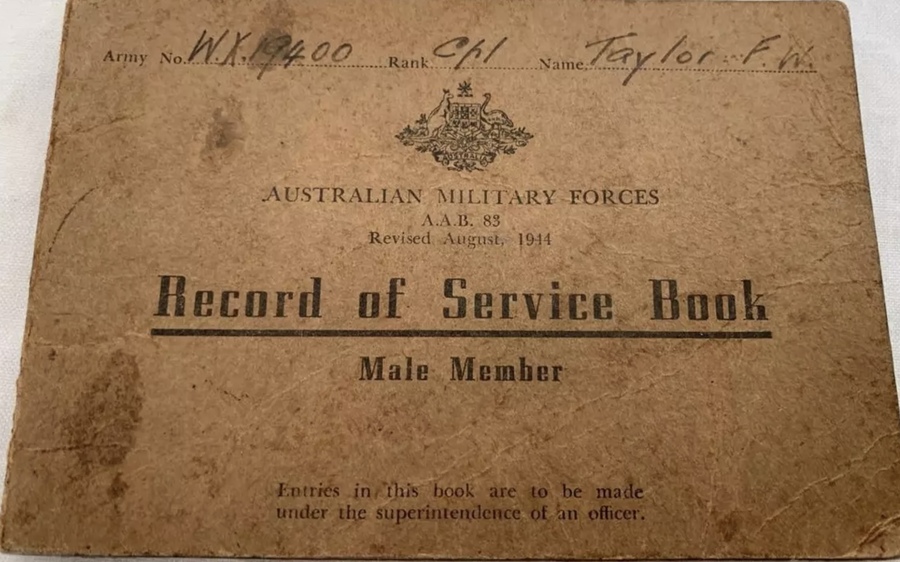 Army No. W.X.19400 Rank Cpl Name Taylor F. W.
AUSTRALIA
AUSTRALIAN MILITARY FORCES
A.A.B. 83
Revised August, 1944
Record of Service Book
Male Member
Entries in this book are to be made
under the superintendence of an officer.